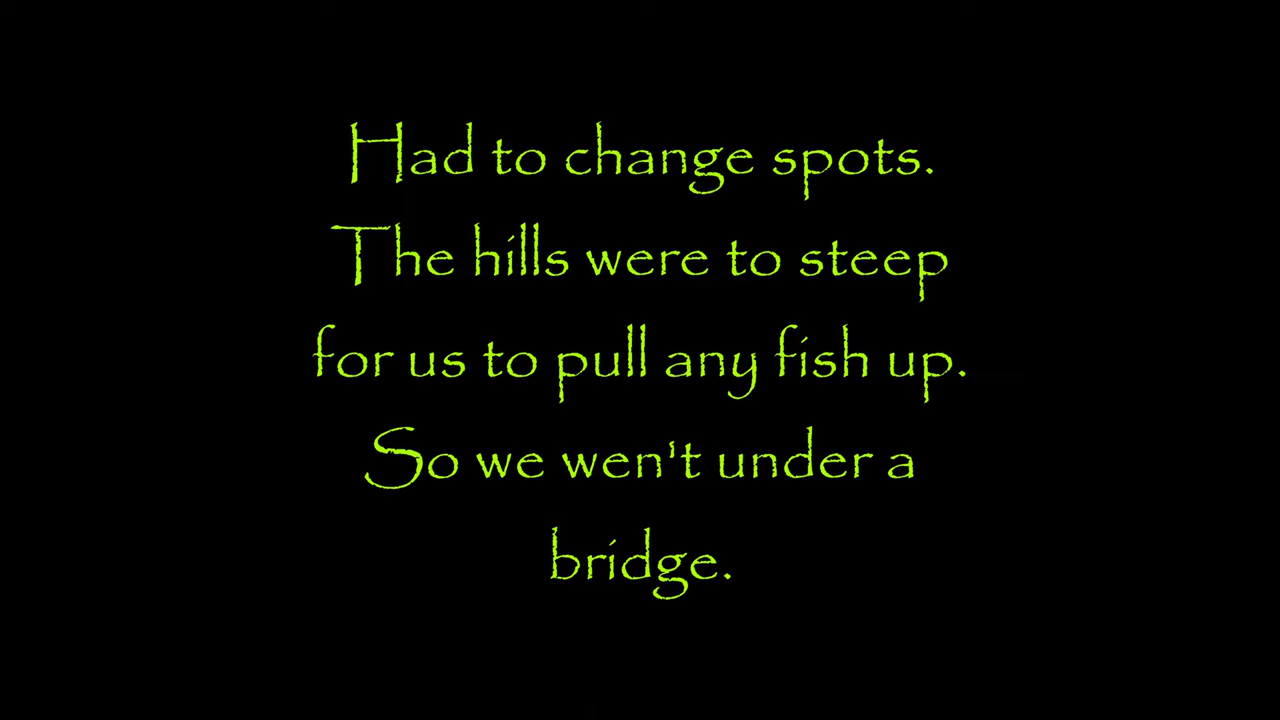 Had to change spots.
The hills were to steep
for us to pull any fish up.
So we wen't under a
bridge.